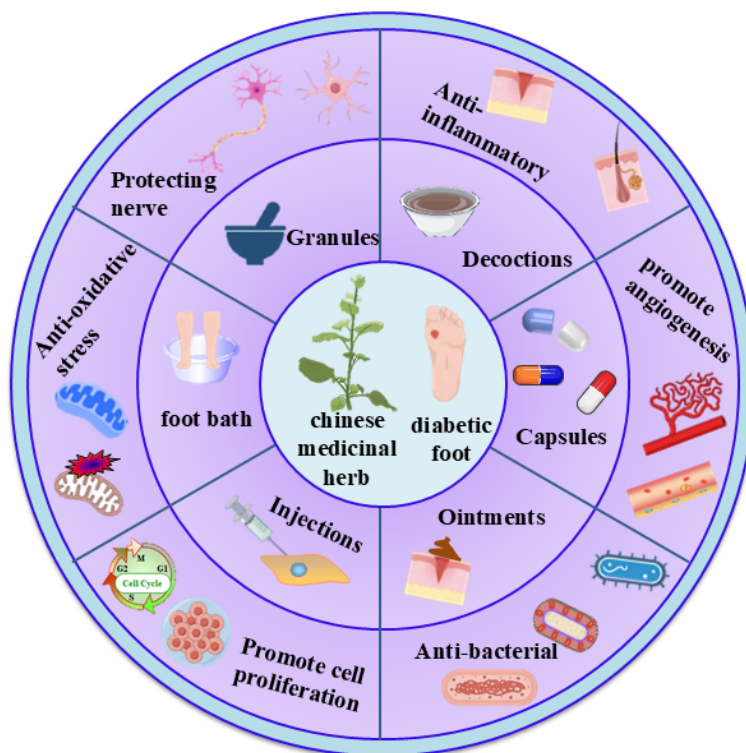 Protecting
nerve
Anti-
inflammatory
promote
angiogenesis
Anti-bacterial
Promote cell
proliferation
Cell Cycle
M
G1
S
G2
Anti-oxidative
stress
Granules
Decoctions
Capsules
Ointments
Injections
foot bath
chinese
medicinal
herb
diabetic
foot